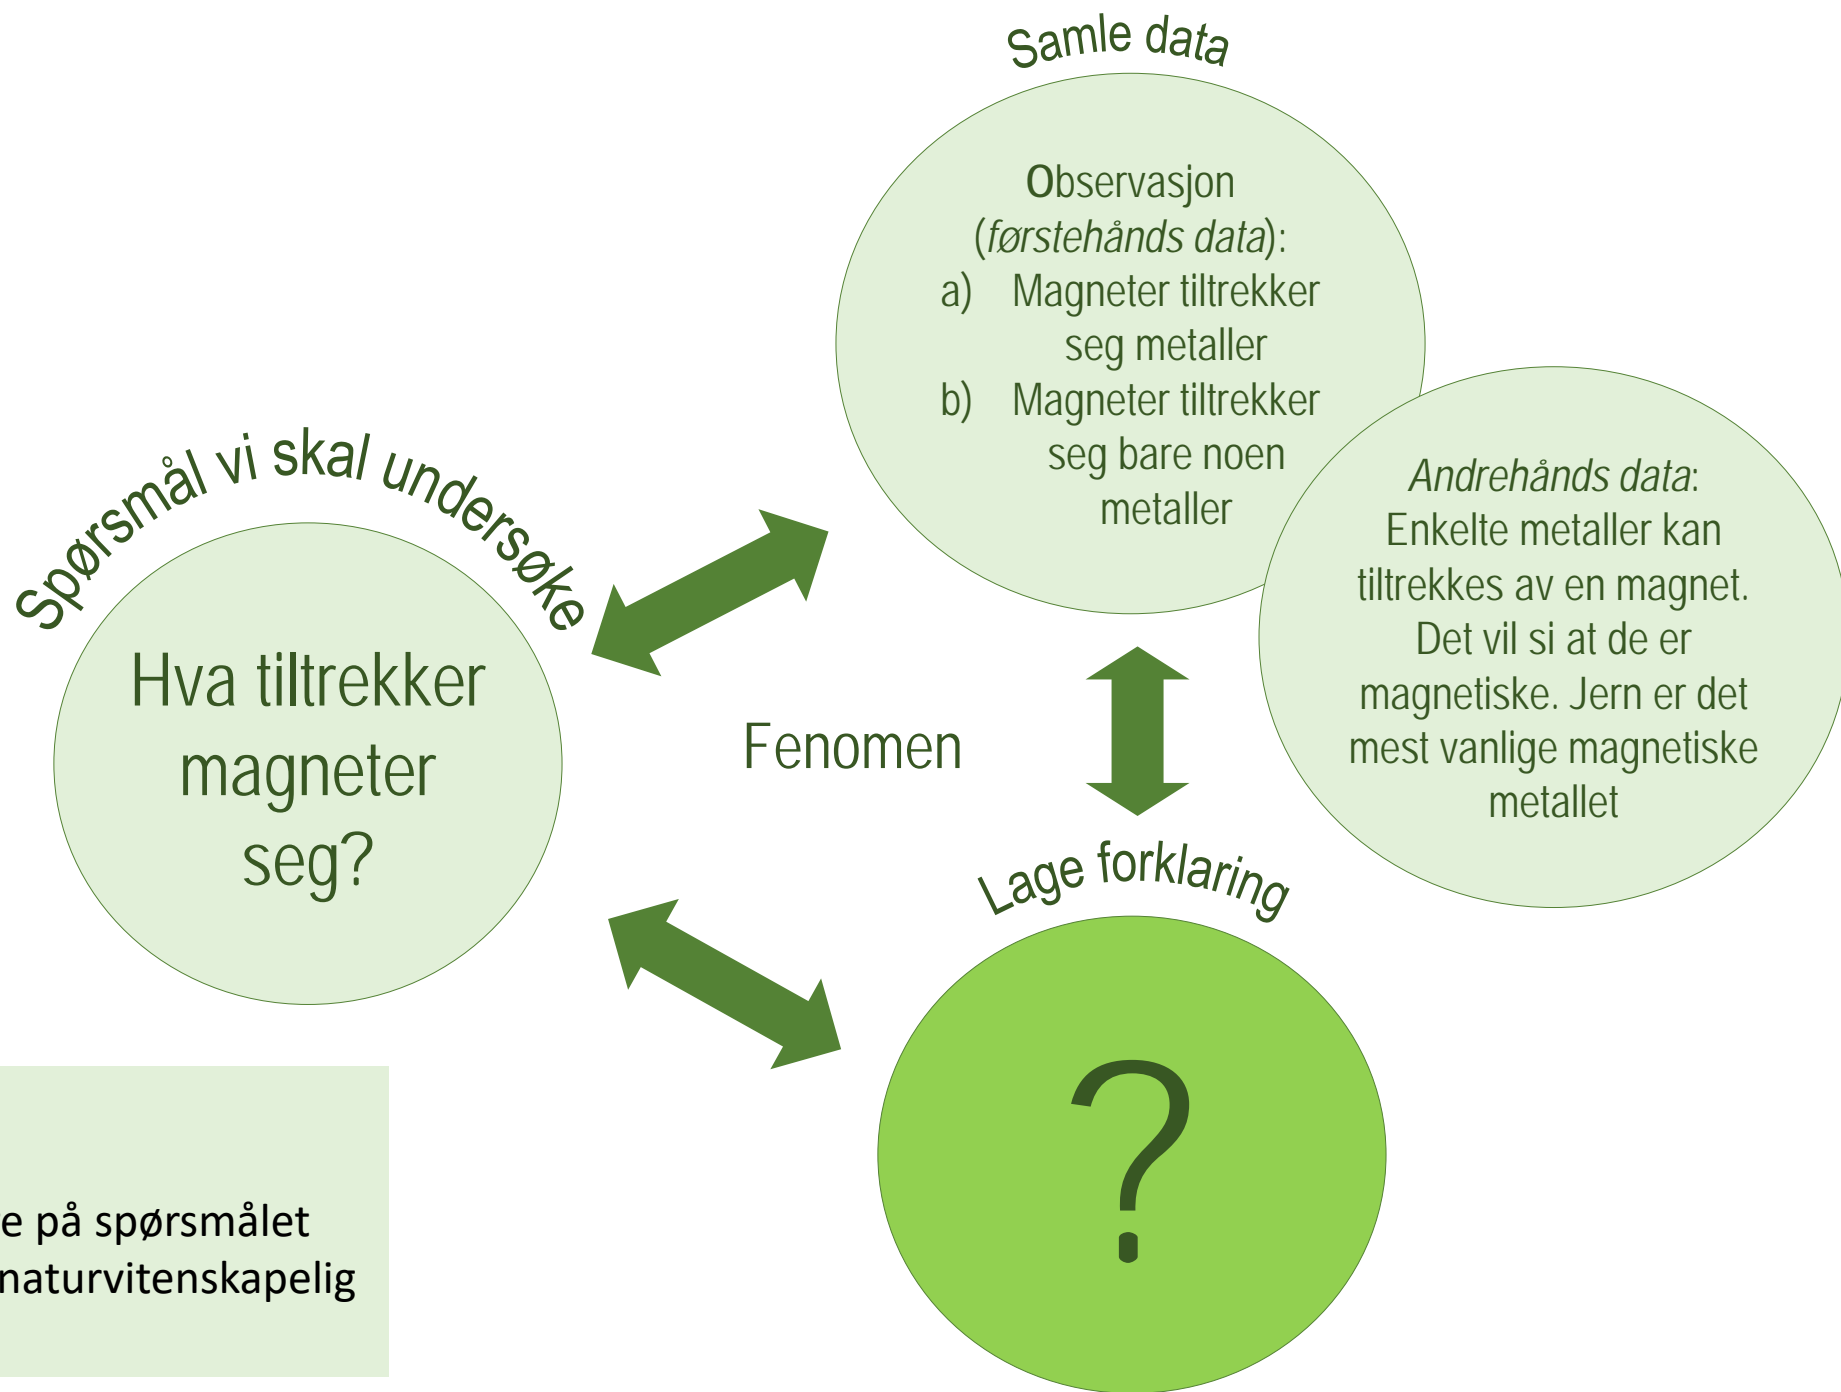 Samle data
Observasjon
(førstehånds data):
a) Magneter tiltrekker
seg metaller
b) Magneter tiltrekker
seg bare noen
metaller
Andrehånds data:
Enkelte metaller kan
tiltrekkes av en magnet.
Det vil si at de er
magnetiske. Jern er det
mest vanlige magnetiske
metallet
Spørsmål vi skal undersøke
Hva tiltrekker
magneter
seg?
Fenomen
Lage forklaring
?
på spørsmålet
naturvitenskapelig